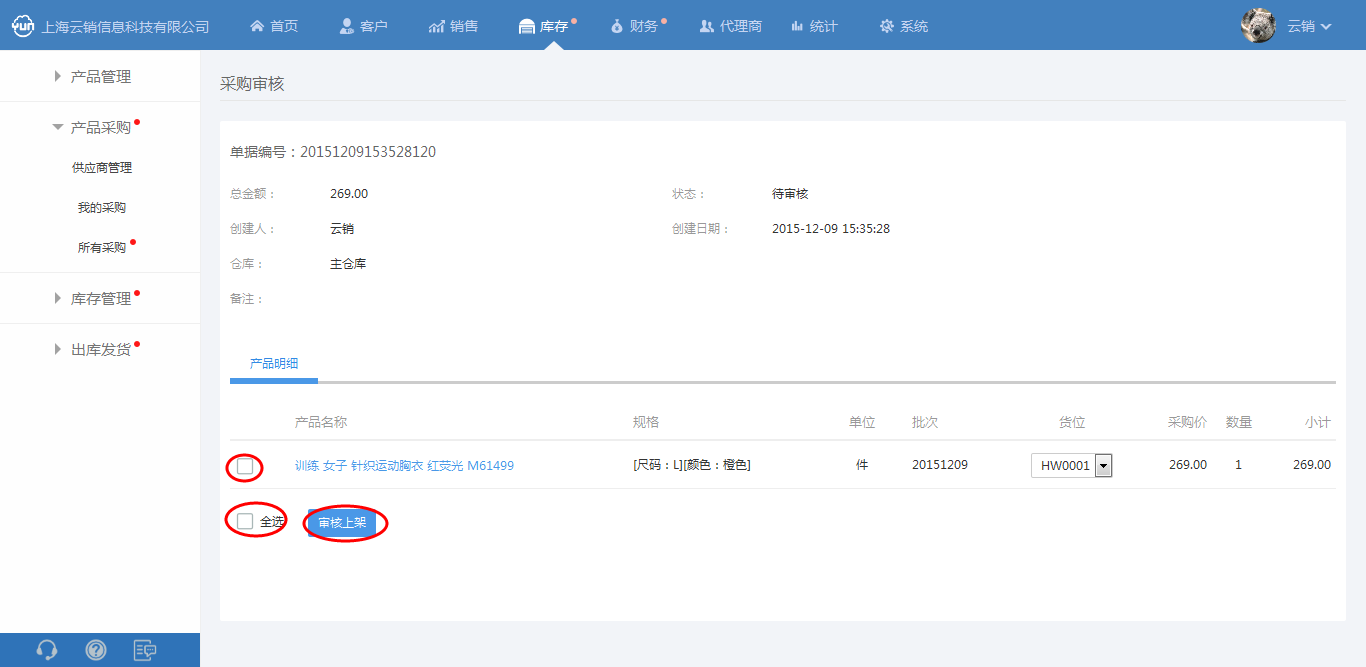 yun 上海云销信息科技有限公司 首页 客户 销售 库存 财务 代理商 统计 系统 云销
产品管理
产品采购
供应商管理
我的采购
所有采购
库存管理
出库发货
采购审核
单据编号：20151209153528120
总金额： 269.00 状态： 待审核
创建人： 云销 创建日期： 2015-12-09 15:35:28
仓库： 主仓库
备注：
产品明细
产品名称 规格 单位 批次 货位 采购价 数量 小计
训练 女子 针织运动胸衣 红荧光 M61499 [尺码：L][颜色：橙色] 件 20151209 HW0001 269.00 1 269.00
全选 审核上架